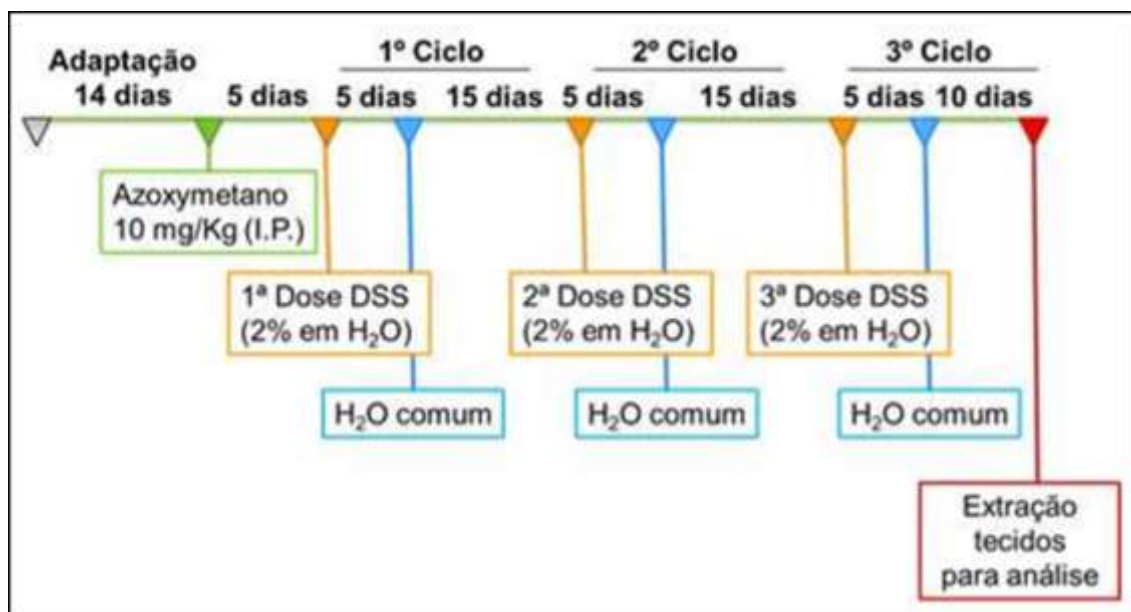 Adaptação
1º Ciclo
2º Ciclo
3º Ciclo
14 dias
5 dias
5 dias
15 dias
5 dias
15 dias
5 dias
10 dias
Azoxymetano
10 mg/Kg (I.P.)
1ª Dose DSS
(2% em H₂O)
2ª Dose DSS
(2% em H₂O)
3ª Dose DSS
(2% em H₂O)
H₂O comum
H₂O comum
H₂O comum
Extração
tecidos
para análise